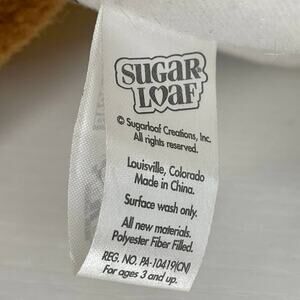 SUGAR
LOAF
© Sugarloaf Creations, Inc.
All rights reserved.
Louisville, Colorado
Made in China.
Surface wash only.
All new materials.
Polyester Fiber Filled.
REG. NO. PA-10419(CN)
For ages 3 and up.